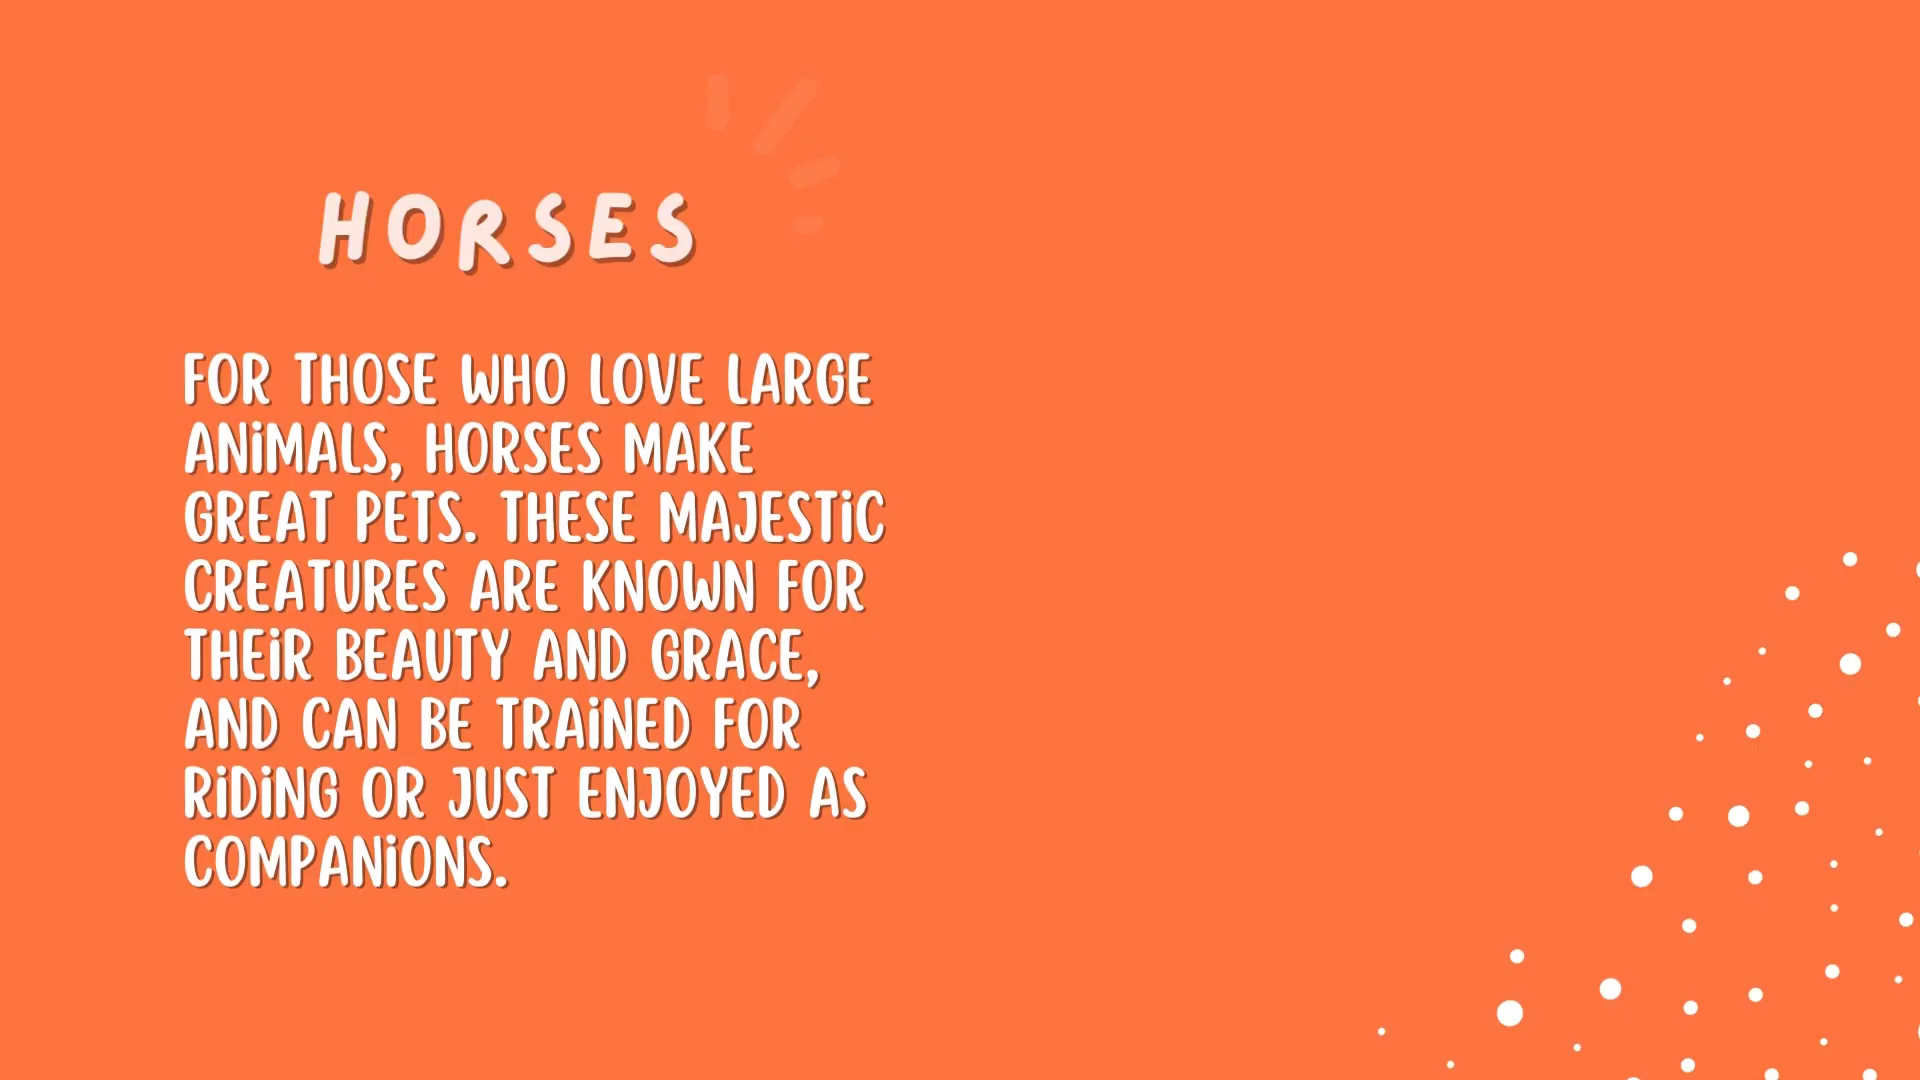 HORSES
FOR THOSE WHO LOVE LARGE
ANiMALS, HORSES MAKE
GREAT PETS. THESE MAJESTiC
CREATURES ARE KNOWN FOR
THEiR BEAUTY AND GRACE,
AND CAN BE TRAiNED FOR
RiDiNG OR JUST ENJOYED AS
COMPANiONS.